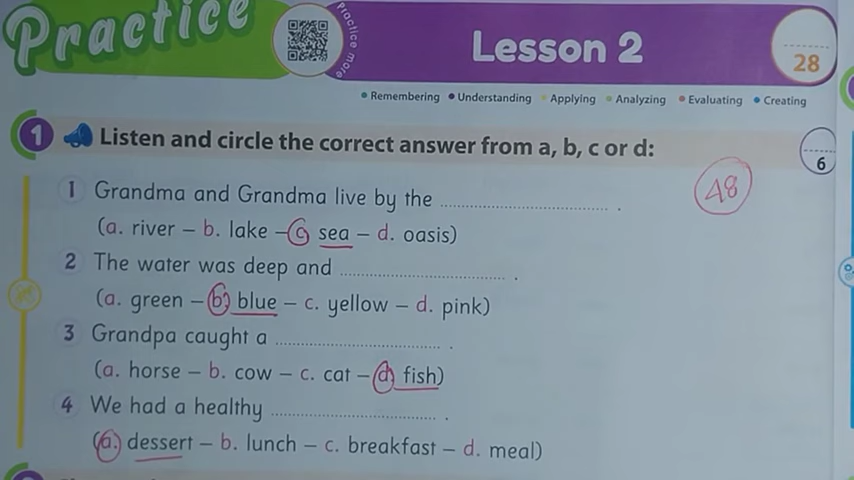 Practice
Practice more
Lesson 2
28
Remembering Understanding Applying Analyzing Evaluating Creating
1 Listen and circle the correct answer from a, b, c or d:
6
48
1 Grandma and Grandma live by the ........................................ .
(a. river – b. lake – c. sea – d. oasis)
2 The water was deep and ........................................ .
(a. green – b. blue – c. yellow – d. pink)
3 Grandpa caught a ........................................ .
(a. horse – b. cow – c. cat – d. fish)
4 We had a healthy ........................................ .
(a. dessert – b. lunch – c. breakfast – d. meal)